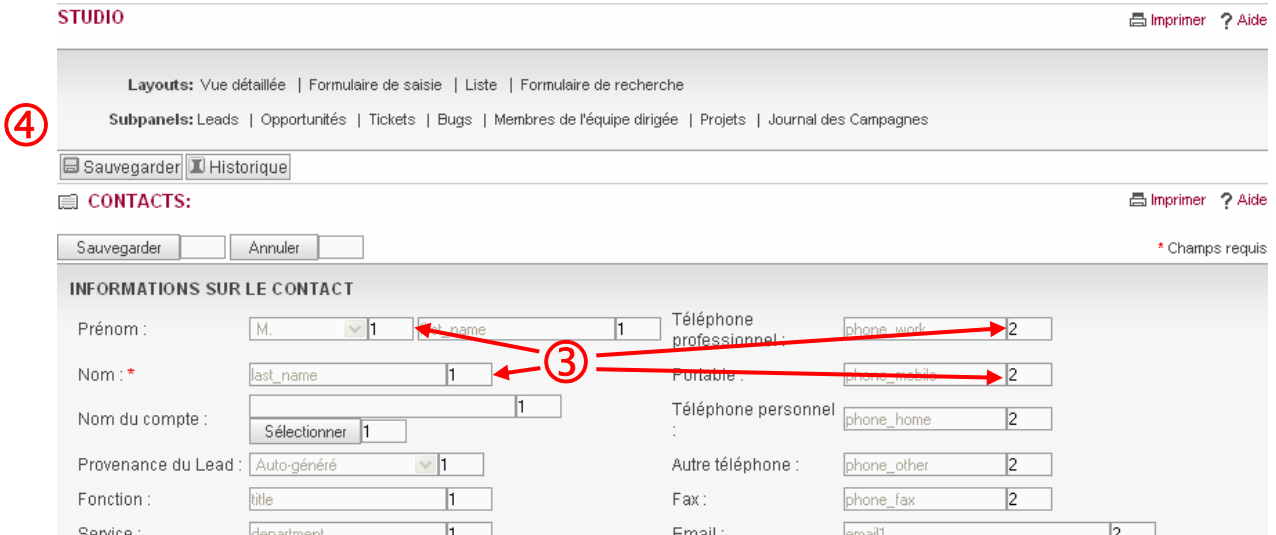 STUDIO Imprimer ? Aide
Layouts: Vue détaillée | Formulaire de saisie | Liste | Formulaire de recherche
④ Subpanels: Leads | Opportunités | Tickets | Bugs | Membres de l'équipe dirigée | Projets | Journal des Campagnes
Sauvegarder Historique
CONTACTS: Imprimer ? Aide
Sauvegarder Annuler * Champs requis
INFORMATIONS SUR LE CONTACT
Prénom : M. 1 first_name 1 Téléphone professionnel : phone_work 2
③
Nom : * last_name 1 Portable : phone_mobile 2
Nom du compte : 1 Téléphone personnel : phone_home 2
Sélectionner 1
Provenance du Lead : Auto-généré 1 Autre téléphone : phone_other 2
Fonction : title 1 Fax : phone_fax 2
Service : department 1 Email : email1 2